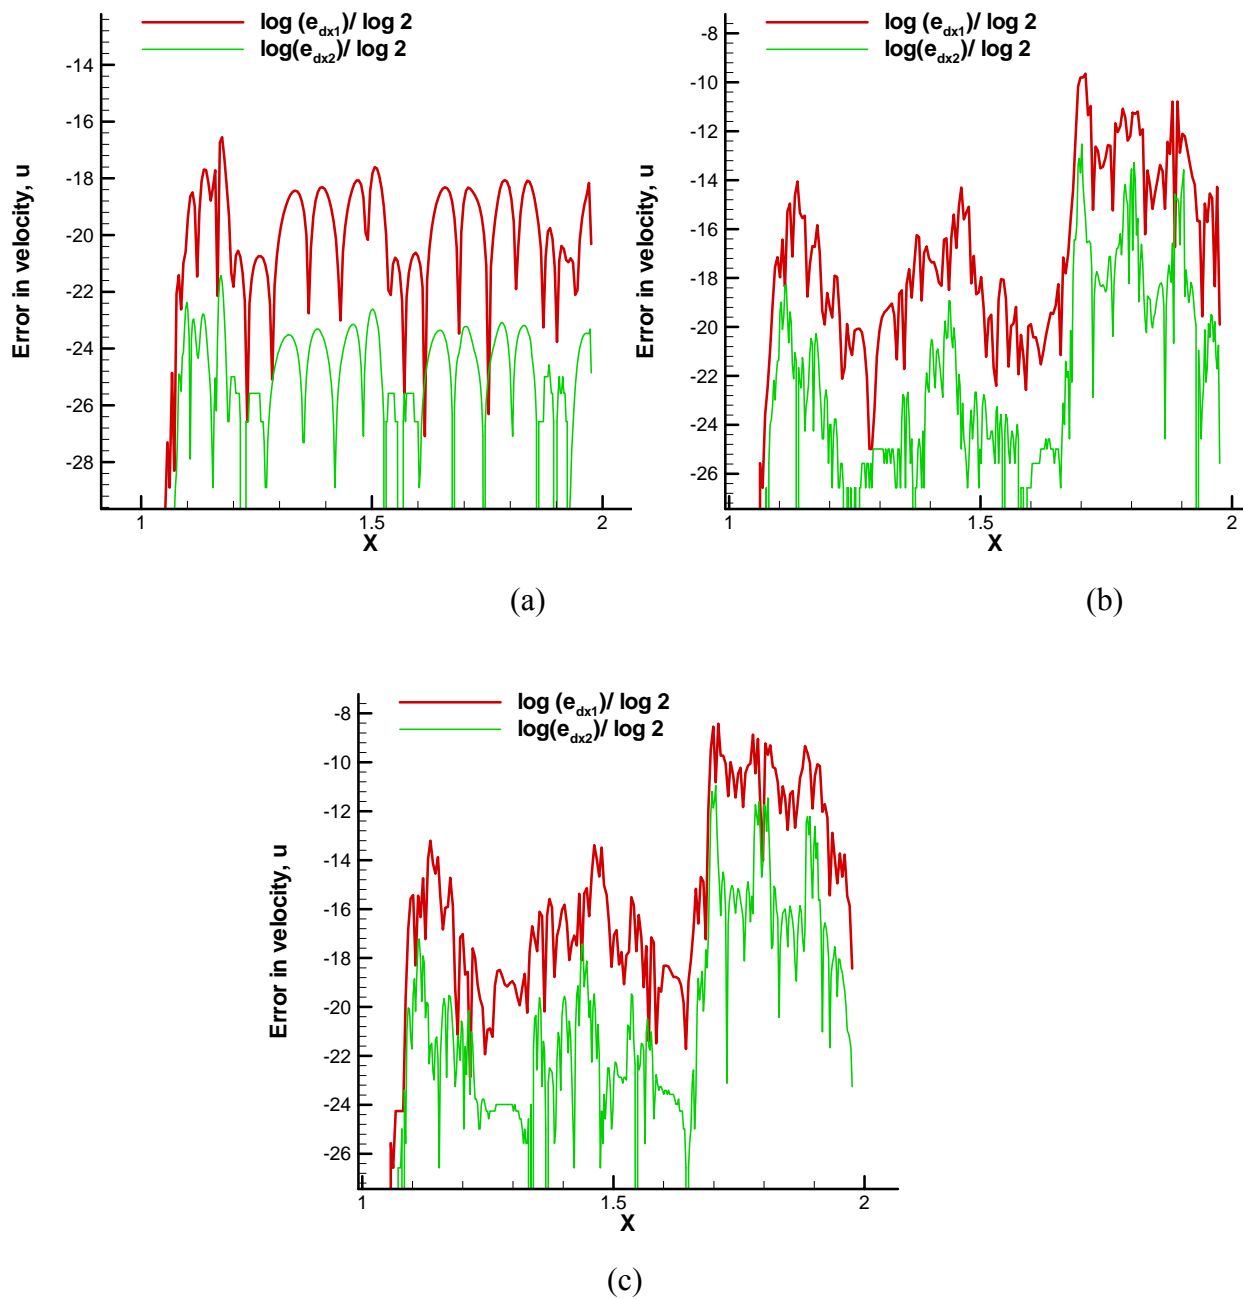 log (e_dx1)/ log 2
log(e_dx2)/ log 2
-14
-16
-18
-20
-22
-24
-26
-28
Error in velocity, u
1
1.5
2
X
(a)
log (e_dx1)/ log 2
log(e_dx2)/ log 2
-8
-10
-12
-14
-16
-18
-20
-22
-24
-26
Error in velocity, u
1
1.5
2
X
(b)
log (e_dx1)/ log 2
log(e_dx2)/ log 2
-8
-10
-12
-14
-16
-18
-20
-22
-24
-26
Error in velocity, u
1
1.5
2
X
(c)